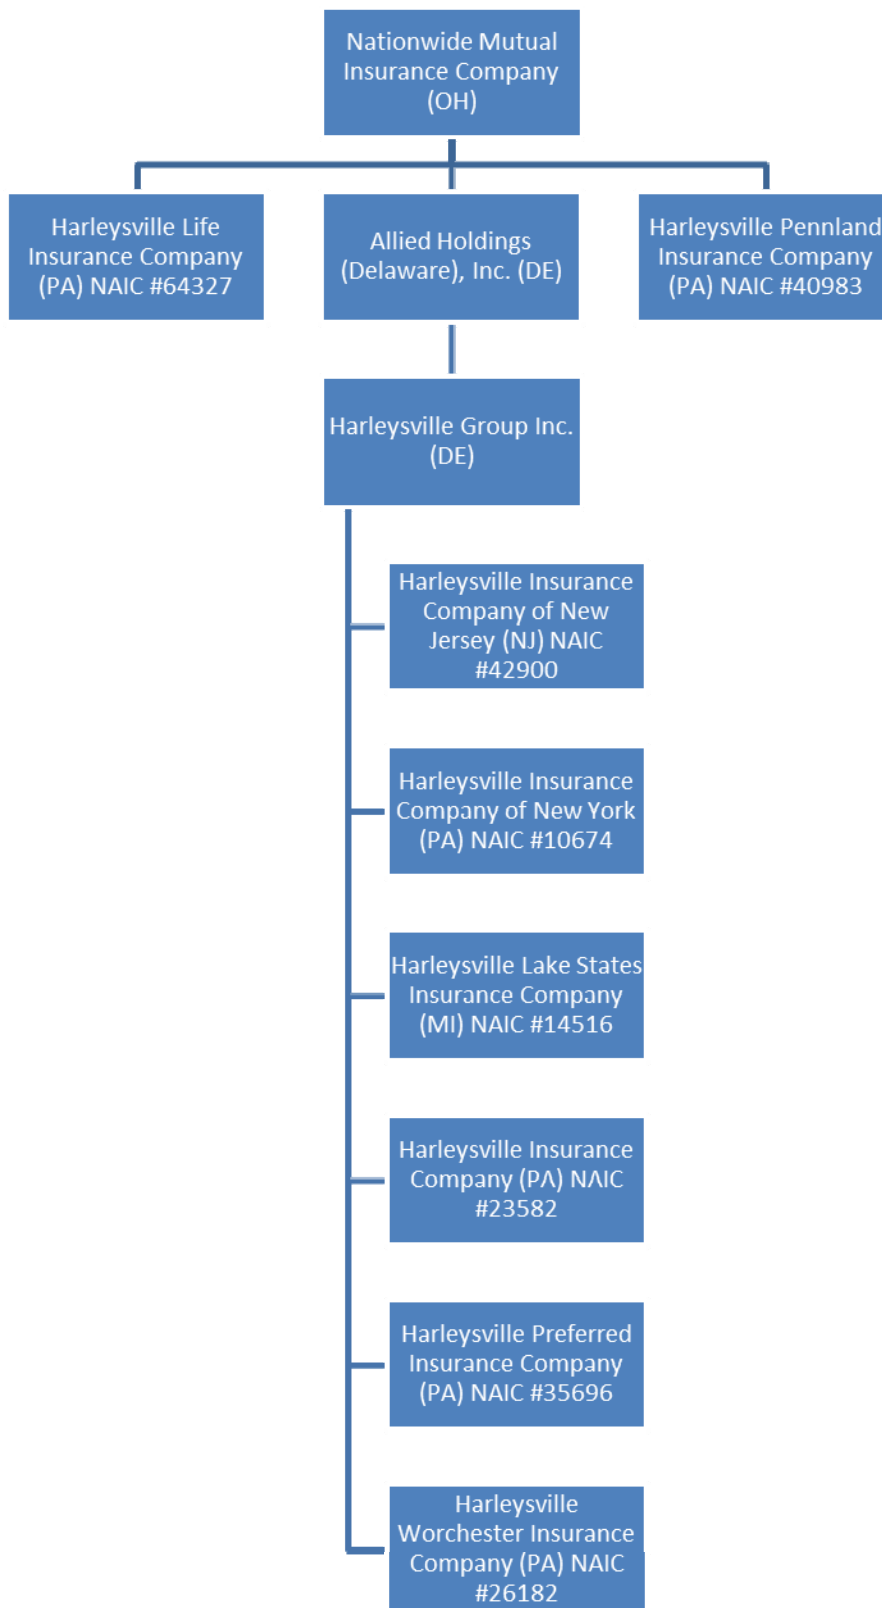 Nationwide Mutual
Insurance Company
(OH)
Harleysville Life
Insurance Company
(PA) NAIC #64327
Allied Holdings
(Delaware), Inc. (DE)
Harleysville Pennland
Insurance Company
(PA) NAIC #40983
Harleysville Group Inc.
(DE)
Harleysville Insurance
Company of New
Jersey (NJ) NAIC
#42900
Harleysville Insurance
Company of New York
(PA) NAIC #10674
Harleysville Lake States
Insurance Company
(MI) NAIC #14516
Harleysville Insurance
Company (PA) NAIC
#23582
Harleysville Preferred
Insurance Company
(PA) NAIC #35696
Harleysville
Worchester Insurance
Company (PA) NAIC
#26182